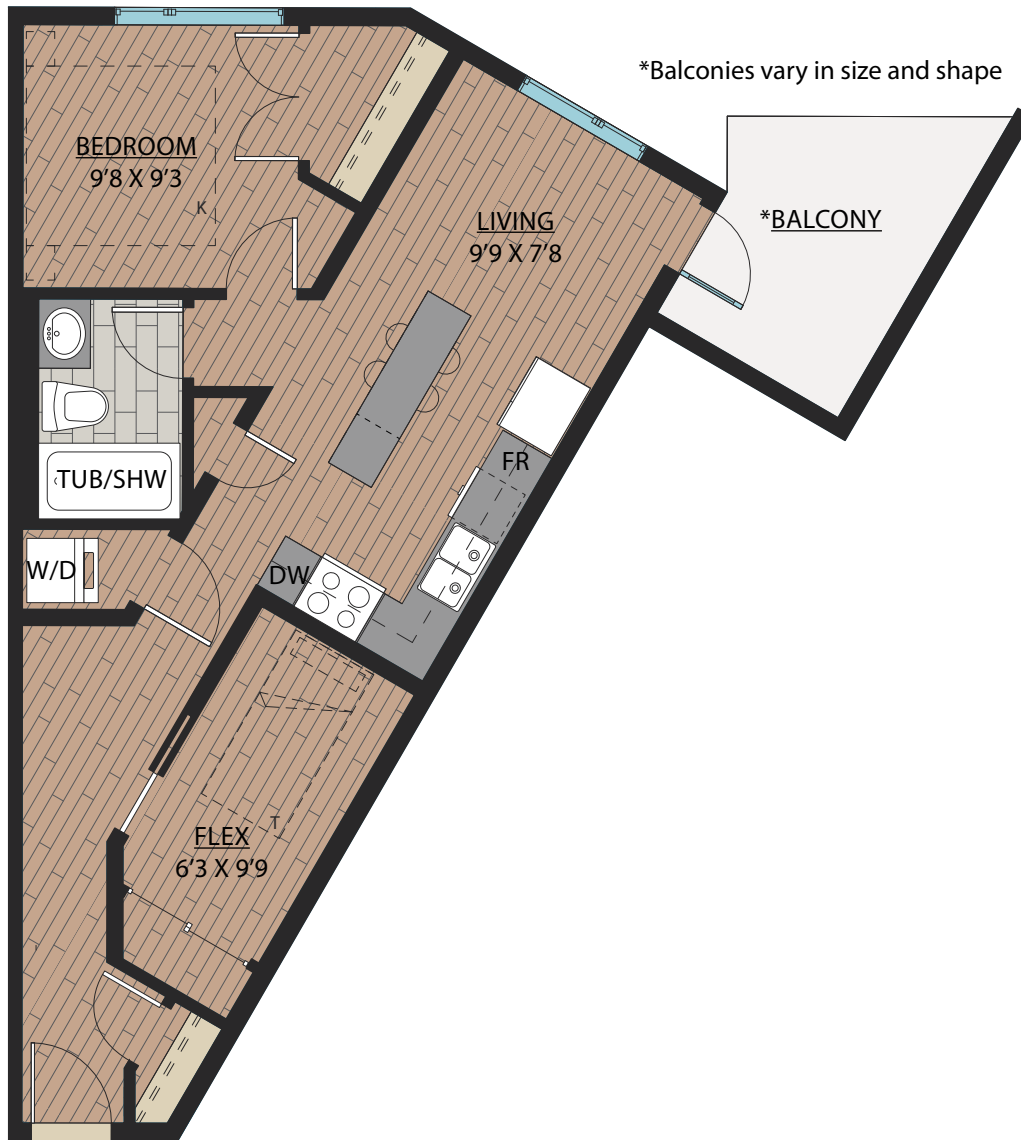 *Balconies vary in size and shape
BEDROOM
9'8 X 9'3
K
LIVING
9'9 X 7'8
*BALCONY
FR
TUB/SHW
W/D
DW
T
FLEX
6'3 X 9'9